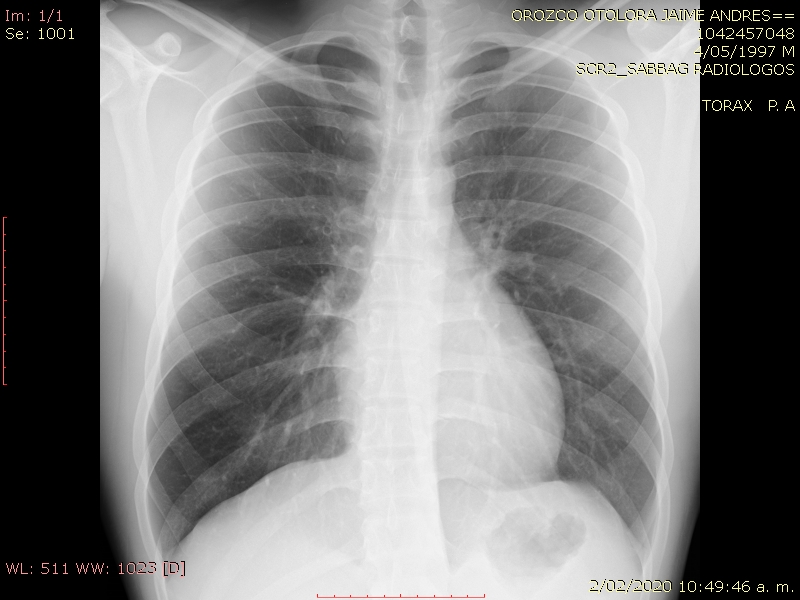 Im: 1/1
Se: 1001
OROZCO OTOLORA JAIME ANDRES==
1042457048
4/05/1997 M
SCR2_SABBAG RADIOLOGOS
TORAX P. A
WL: 511 WW: 1023 [D]
2/02/2020 10:49:46 a. m.